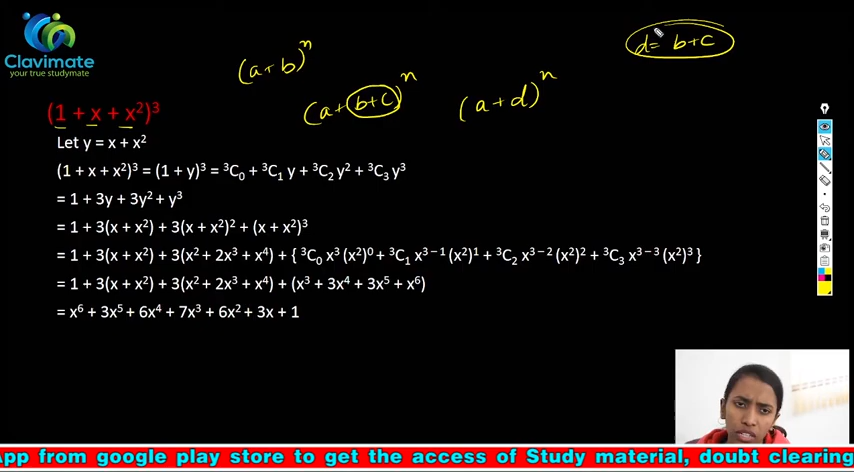 Clavimate
your true studymate
(a+b)ⁿ
d = b+c
(a+(b+c))ⁿ
(a+d)ⁿ
(1 + x + x²)³
Let y = x + x²
(1 + x + x²)³ = (1 + y)³ = ³C₀ + ³C₁ y + ³C₂ y² + ³C₃ y³
= 1 + 3y + 3y² + y³
= 1 + 3(x + x²) + 3(x + x²)² + (x + x²)³
= 1 + 3(x + x²) + 3(x² + 2x³ + x⁴) + { ³C₀ x³ (x²)⁰ + ³C₁ x³⁻¹ (x²)¹ + ³C₂ x³⁻² (x²)² + ³C₃ x³⁻³ (x²)³ }
= 1 + 3(x + x²) + 3(x² + 2x³ + x⁴) + (x³ + 3x⁴ + 3x⁵ + x⁶)
= x⁶ + 3x⁵ + 6x⁴ + 7x³ + 6x² + 3x + 1
App from google play store to get the access of Study material, doubt clearing